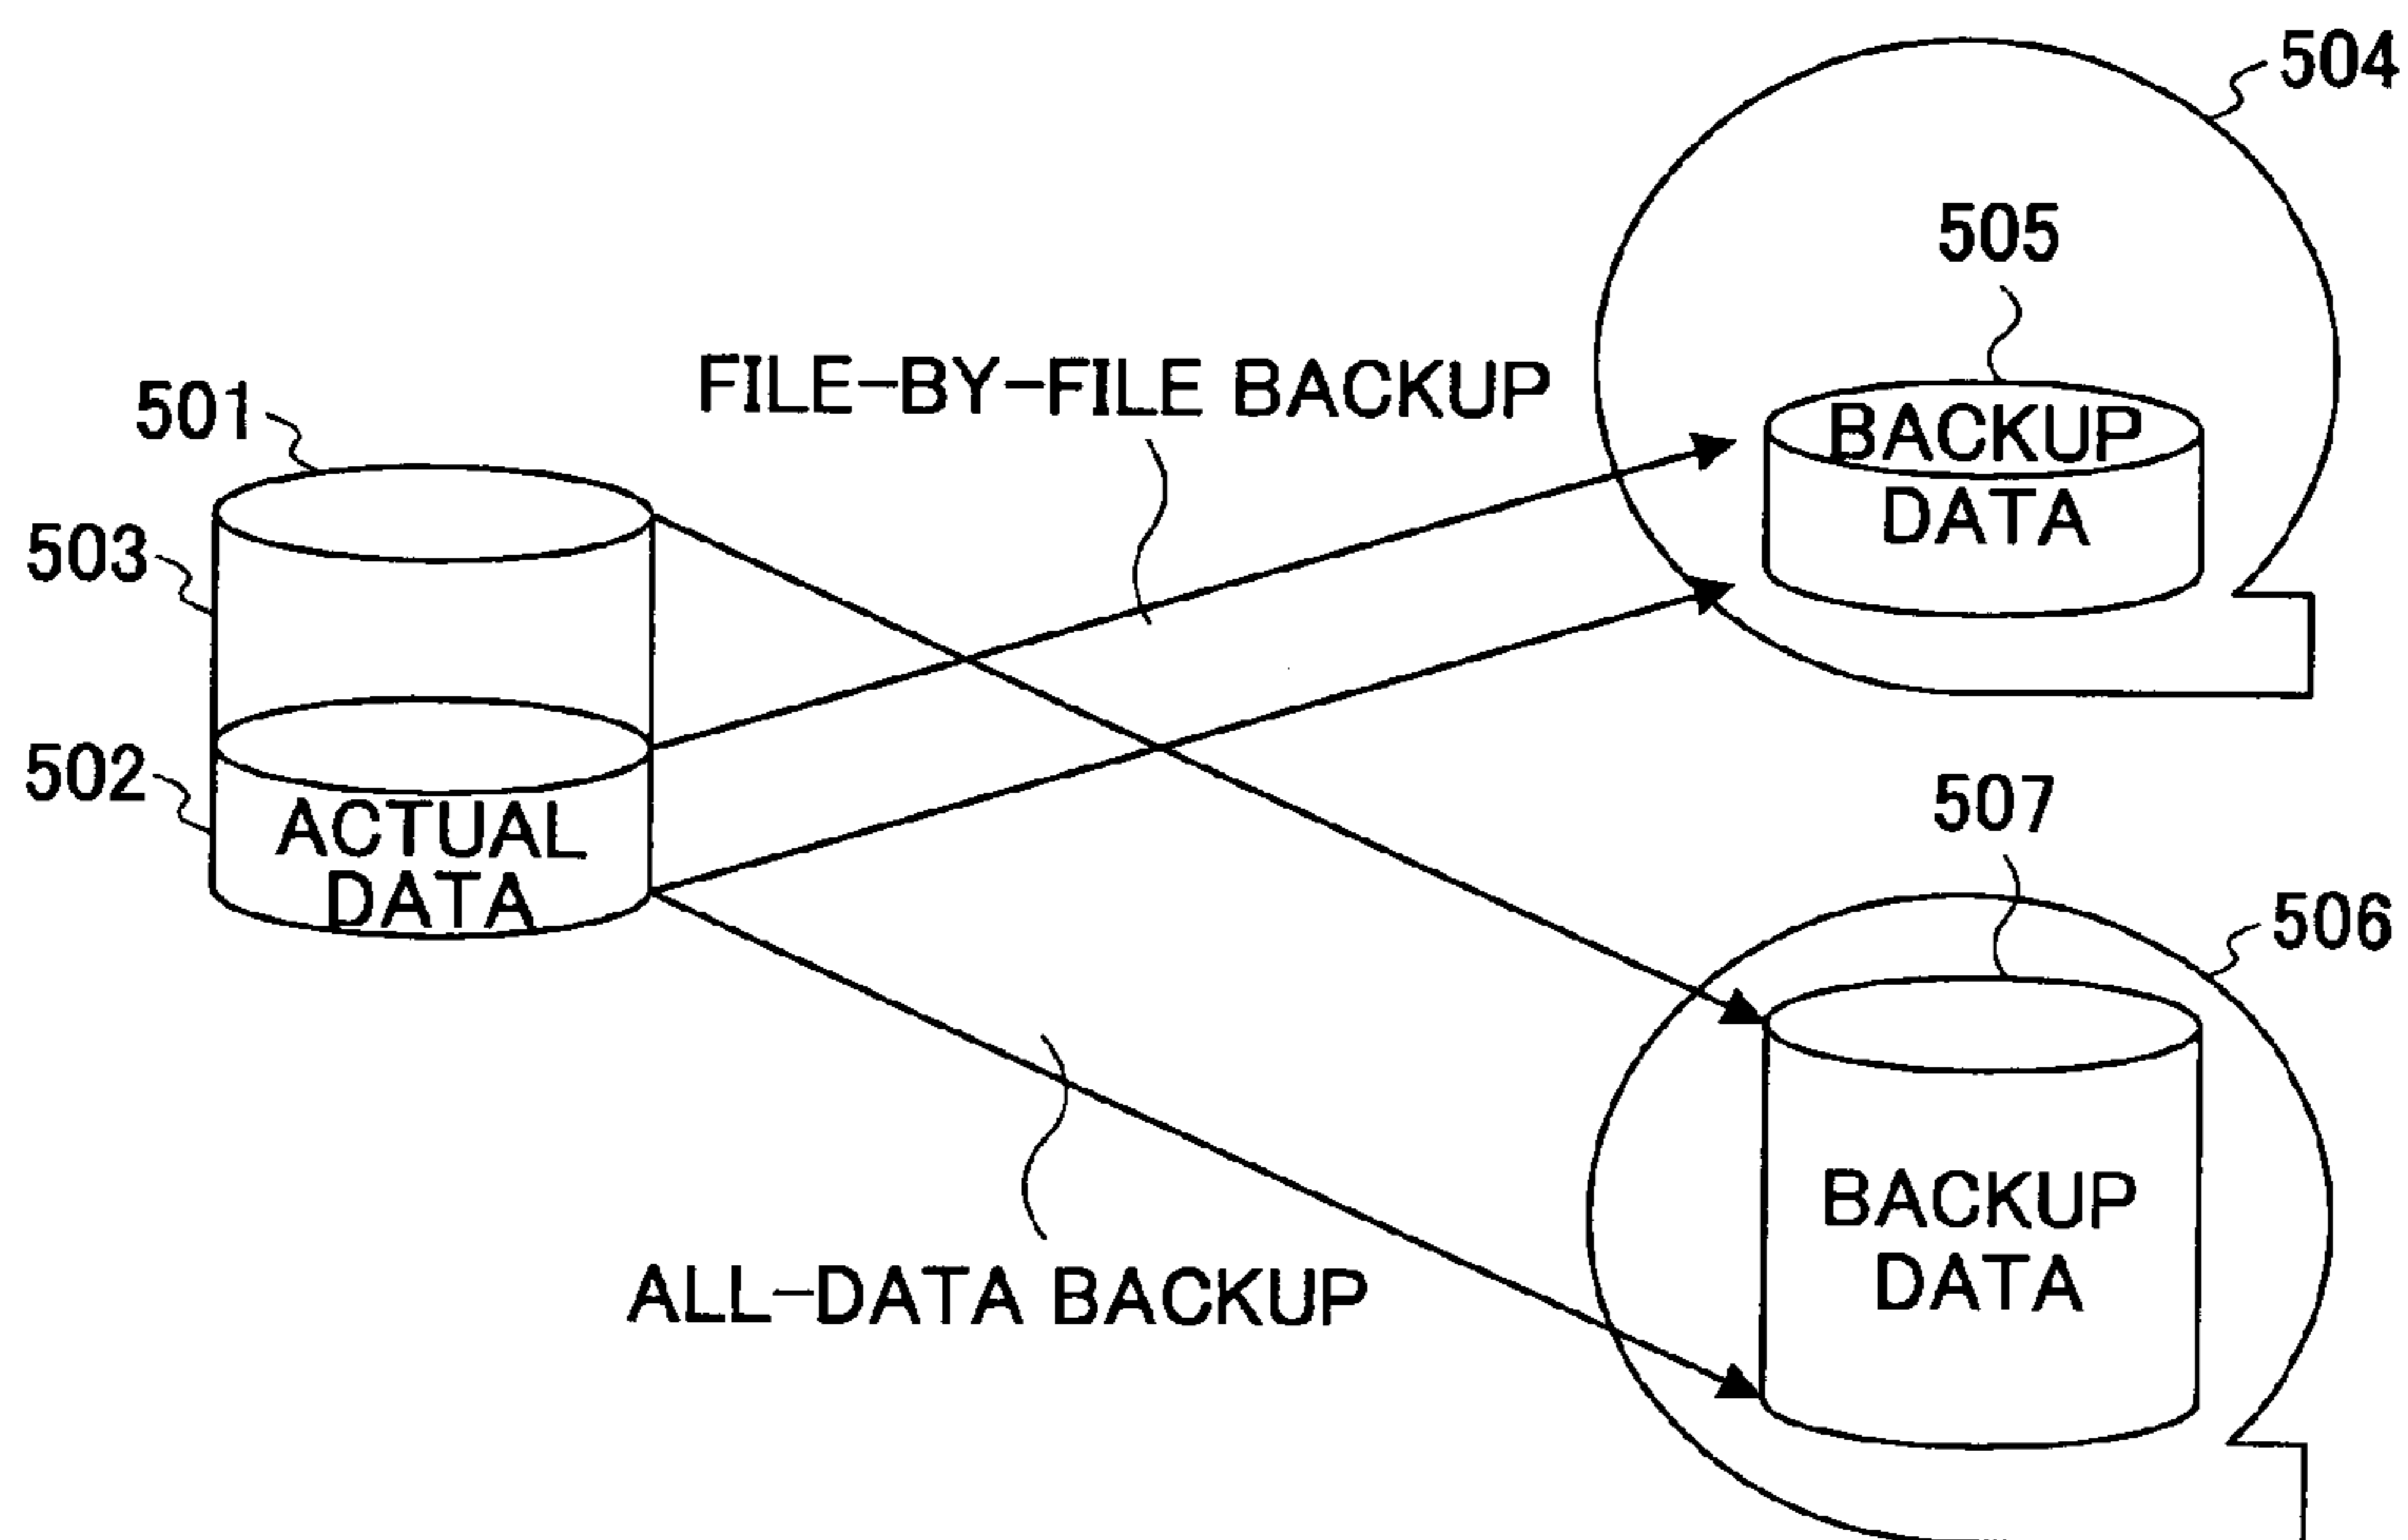 504
505
FILE-BY-FILE BACKUP
501
BACKUP
DATA
503
502
ACTUAL
DATA
507
506
BACKUP
DATA
ALL-DATA BACKUP